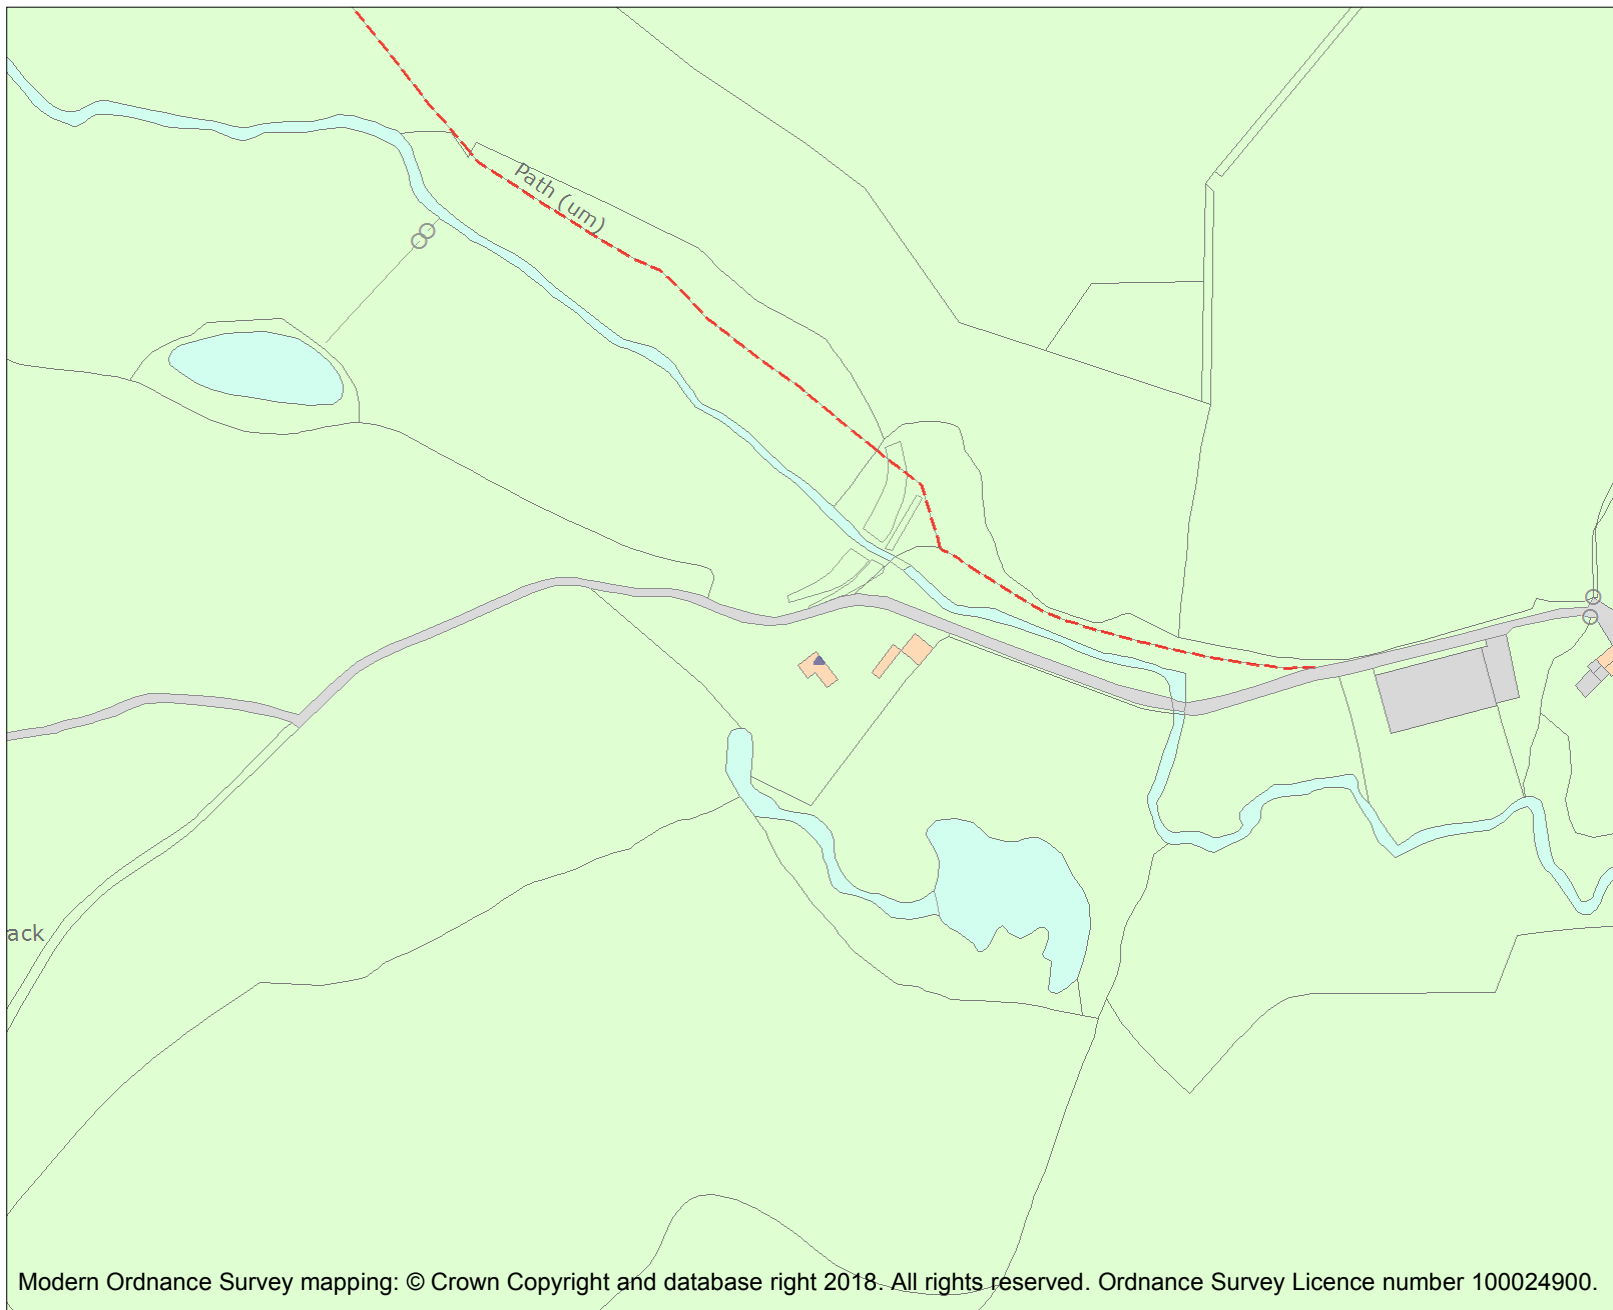 Path (um)
ack
Modern Ordnance Survey mapping: © Crown Copyright and database right 2018. All rights reserved. Ordnance Survey Licence number 100024900.